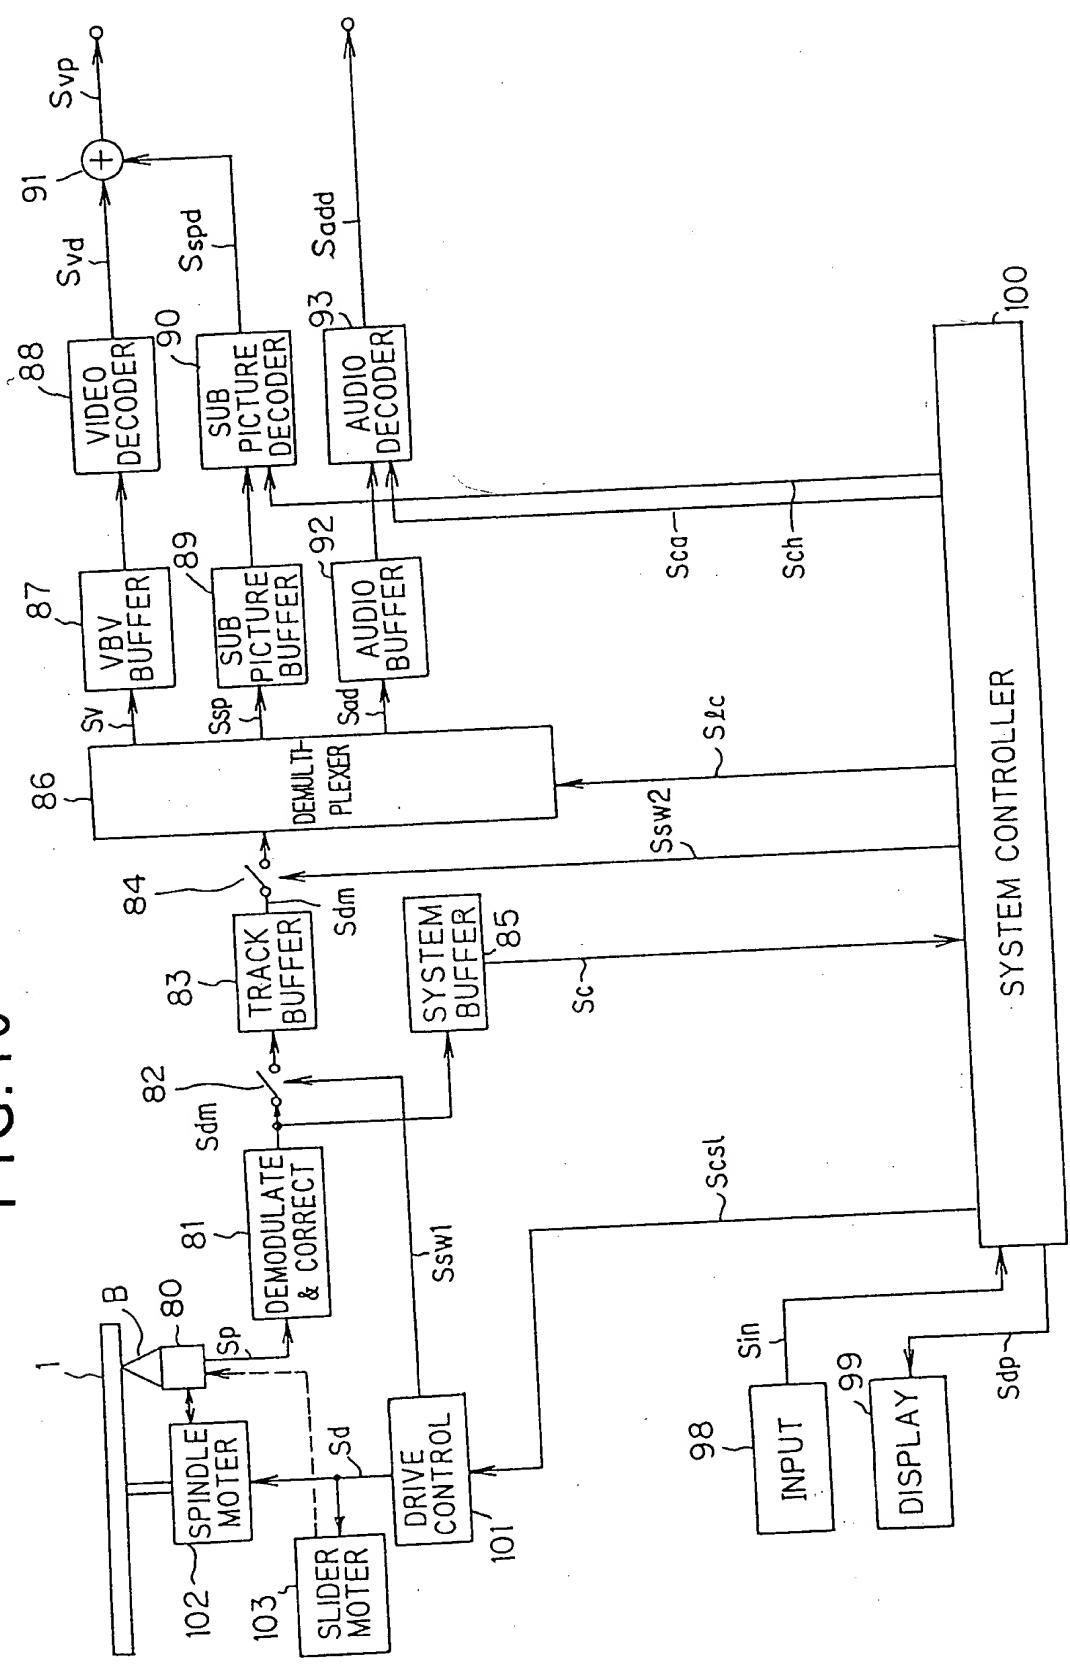 1
B
80
SPINDLE
MOTER
102
SLIDER
MOTER
103
Sd
DRIVE
CONTROL
101
Sp
DEMODULATE
& CORRECT
81
Sdm
82
Ssw1
TRACK
BUFFER
83
Sdm
84
SYSTEM
BUFFER
85
Sc
DEMULTI-
PLEXER
86
Sv
Ssp
Sad
VBV
BUFFER
87
SUB
PICTURE
BUFFER
89
AUDIO
BUFFER
92
VIDEO
DECODER
88
SUB
PICTURE
DECODER
90
AUDIO
DECODER
93
Svd
Sspd
Sadd
91
+
Svp
Scsl
Ssw2
Slc
Sca
Sch
SYSTEM CONTROLLER
100
INPUT
98
Sin
DISPLAY
99
Sdp